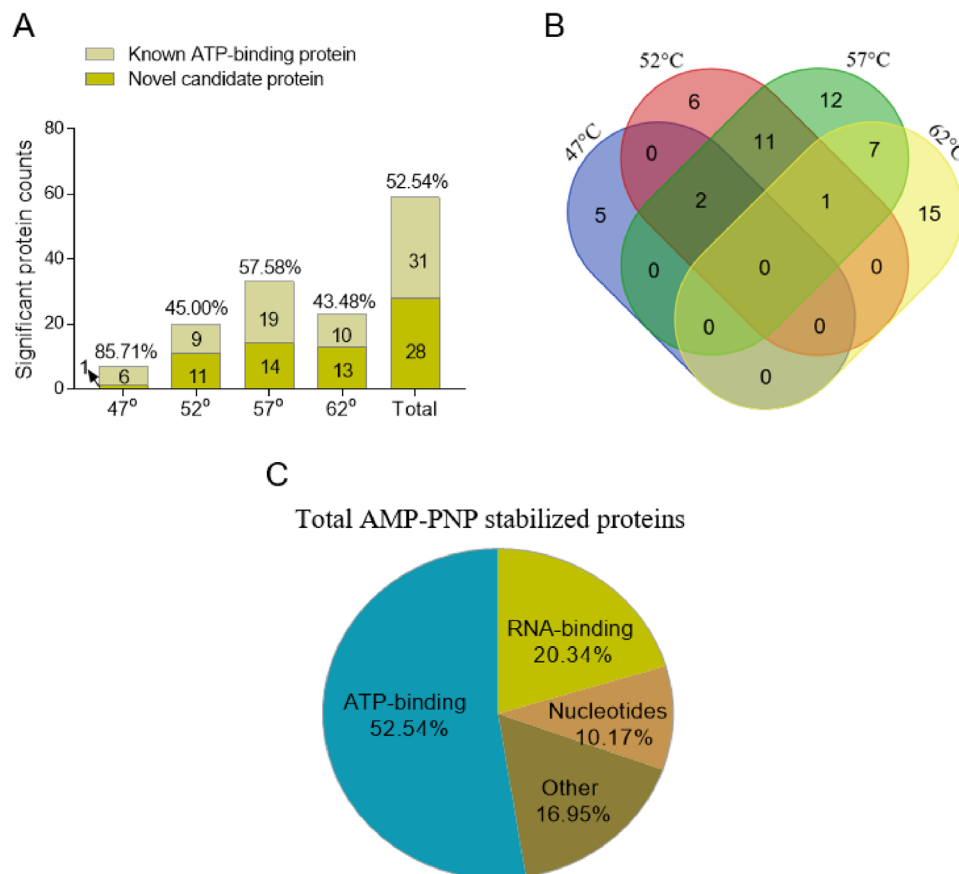 A
Known ATP-binding protein
Novel candidate protein
Significant protein counts
80
60
40
20
0
85.71%
1
6
47°
45.00%
9
11
52°
57.58%
19
14
57°
43.48%
10
13
62°
52.54%
31
28
Total
B
47°C
52°C
57°C
62°C
6
12
0
11
7
5
2
1
15
0
0
0
0
0
0
C
Total AMP-PNP stabilized proteins
RNA-binding
20.34%
ATP-binding
52.54%
Nucleotides
10.17%
Other
16.95%